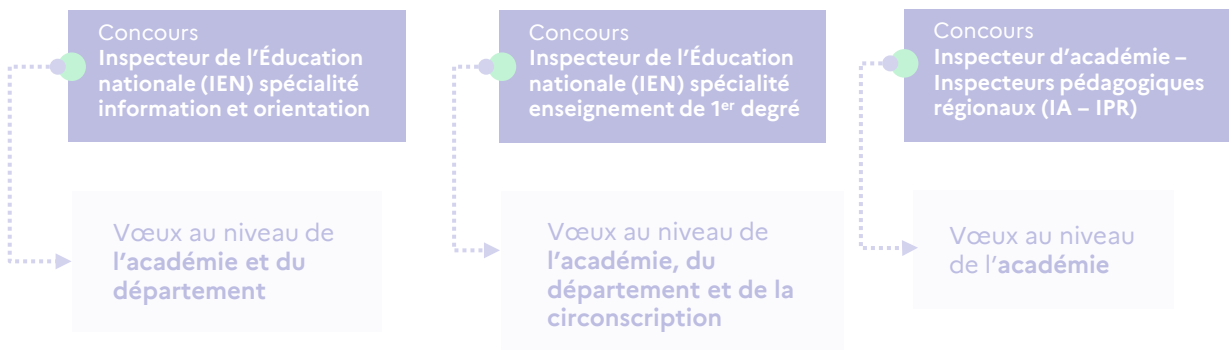 Concours
Inspecteur de l’Éducation
nationale (IEN) spécialité
information et orientation
Vœux au niveau de
l’académie et du
département
Concours
Inspecteur de l’Éducation
nationale (IEN) spécialité
enseignement de 1er degré
Vœux au niveau de
l’académie, du
département et de la
circonscription
Concours
Inspecteur d’académie –
Inspecteurs pédagogiques
régionaux (IA – IPR)
Vœux au niveau
de l’académie